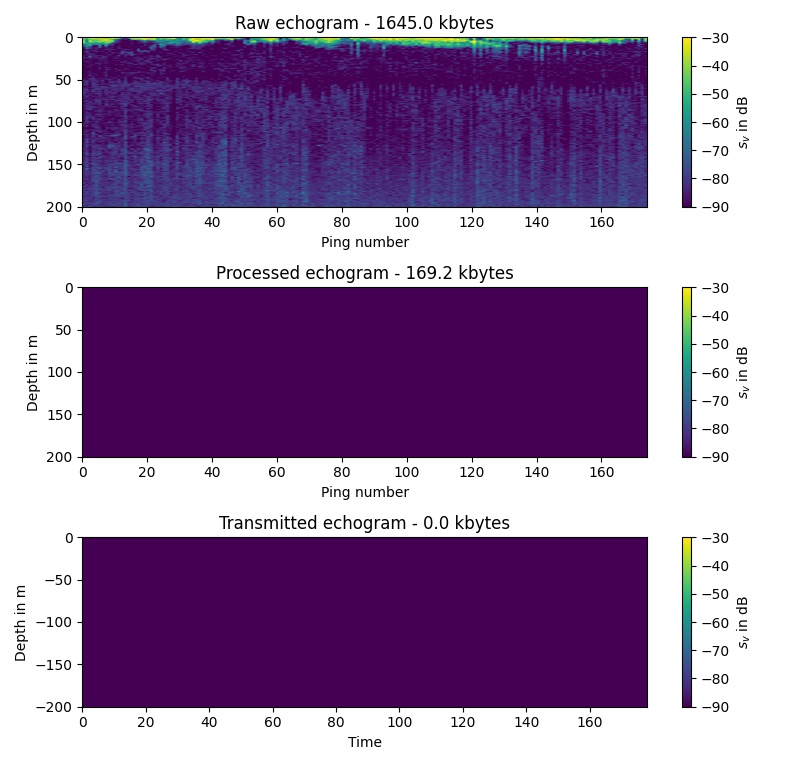 Raw echogram - 1645.0 kbytes
0
50
100
150
200
Depth in m
0 20 40 60 80 100 120 140 160
Ping number
−30
−40
−50
−60
−70
−80
−90
sv in dB
Processed echogram - 169.2 kbytes
0
50
100
150
200
Depth in m
0 20 40 60 80 100 120 140 160
Ping number
−30
−40
−50
−60
−70
−80
−90
sv in dB
Transmitted echogram - 0.0 kbytes
0
−50
−100
−150
−200
Depth in m
0 20 40 60 80 100 120 140 160
Time
−30
−40
−50
−60
−70
−80
−90
sv in dB